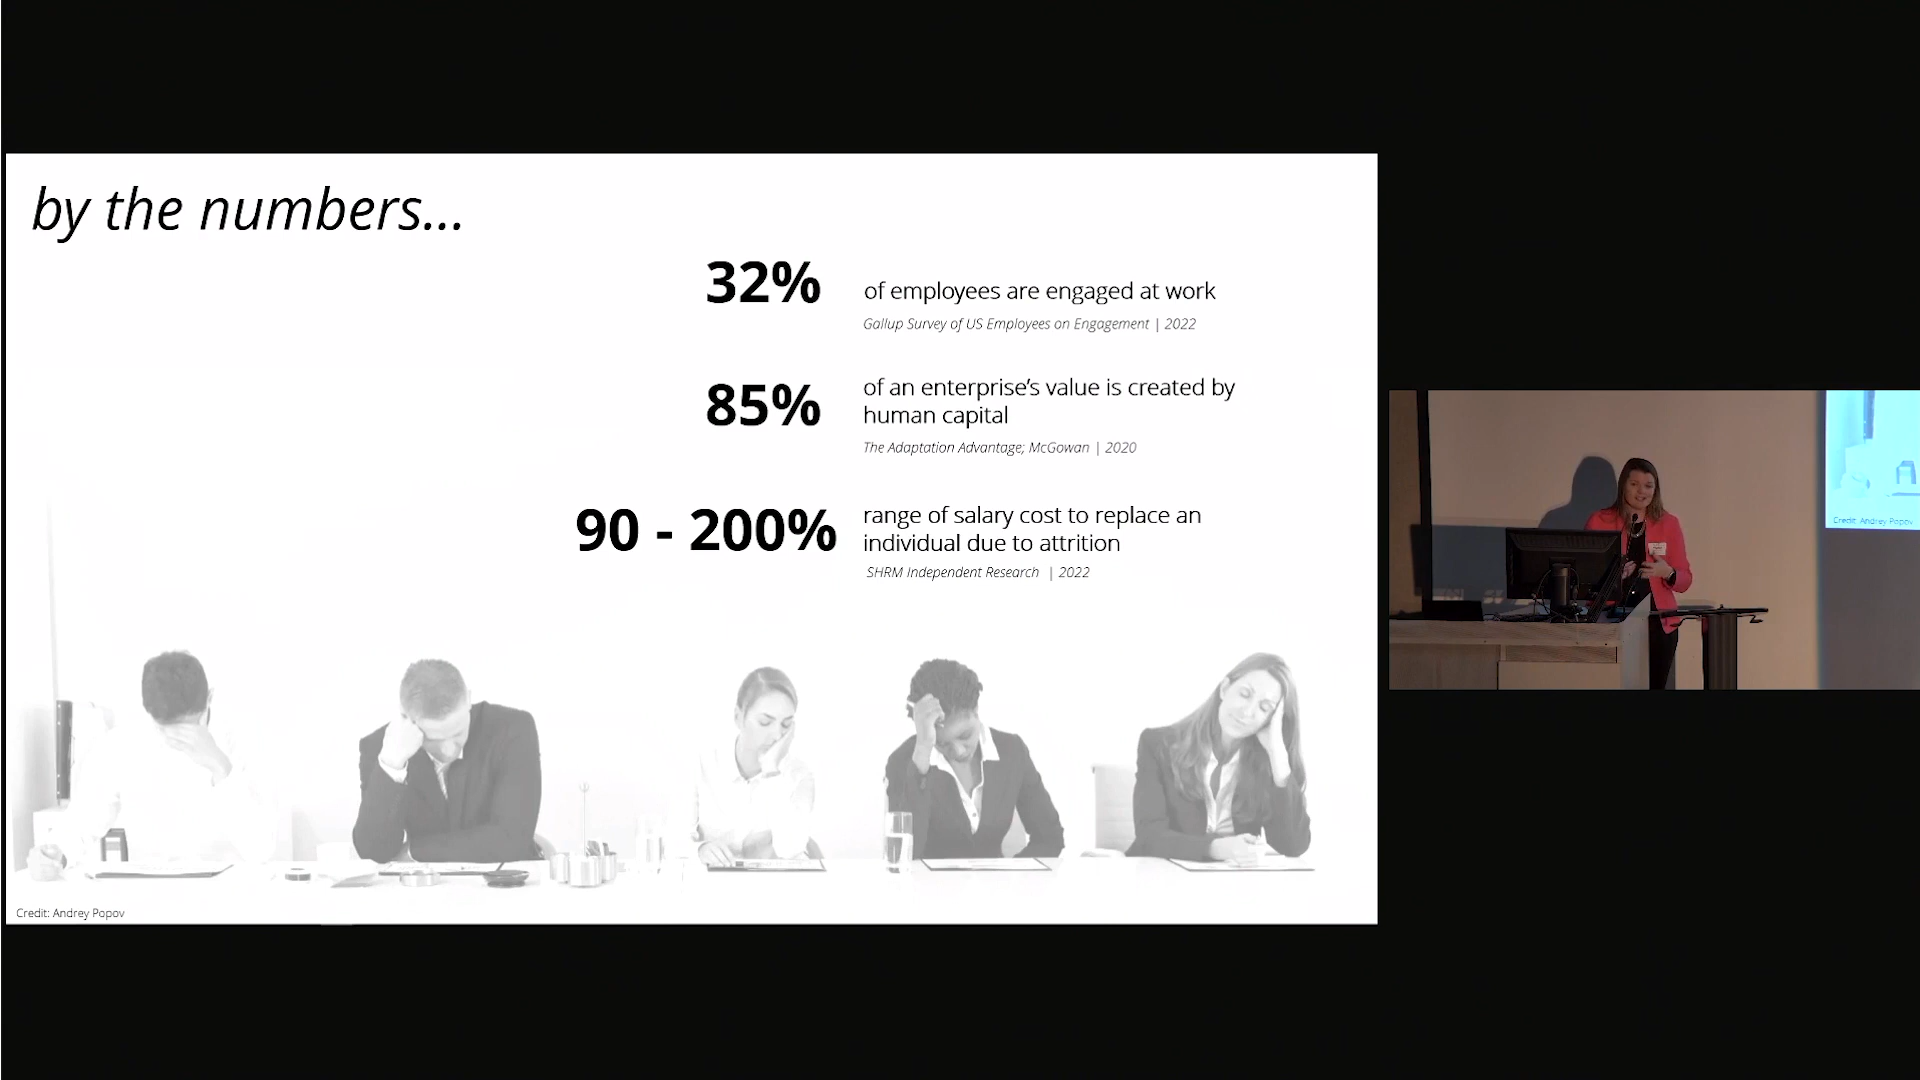 by the numbers...
32%
of employees are engaged at work
Gallup Survey of US Employees on Engagement | 2022
85%
of an enterprise’s value is created by
human capital
The Adaptation Advantage; McGowan | 2020
90 - 200%
range of salary cost to replace an
individual due to attrition
SHRM Independent Research | 2022
Credit: Andrey Popov
Credit: Andrey Popov